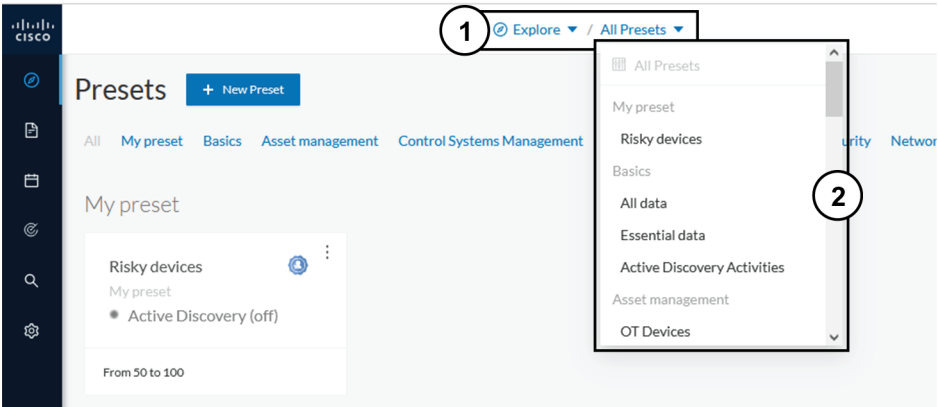 CISCO
1
Explore / All Presets
Presets
+ New Preset
All My preset Basics Asset management Control Systems Management
All Presets
My preset
Risky devices
Basics
All data
Essential data
Active Discovery Activities
Asset management
OT Devices
2
My preset
Risky devices
My preset
Active Discovery (off)
From 50 to 100